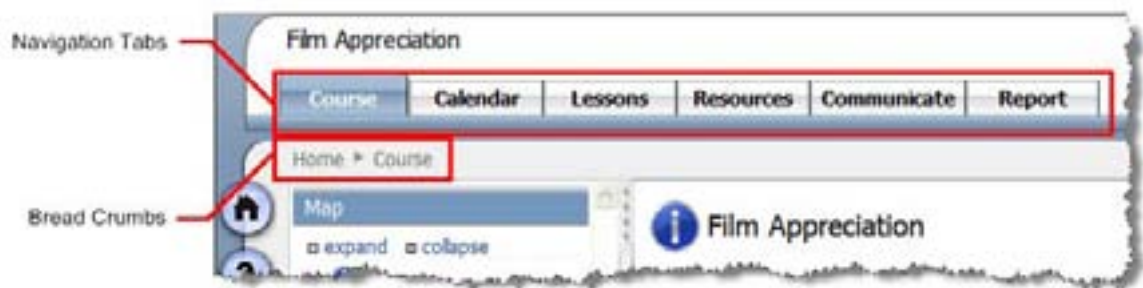 Navigation Tabs
Film Appreciation
Course Calendar Lessons Resources Communicate Report
Home ▶ Course
Bread Crumbs
Map
Film Appreciation
expand collapse